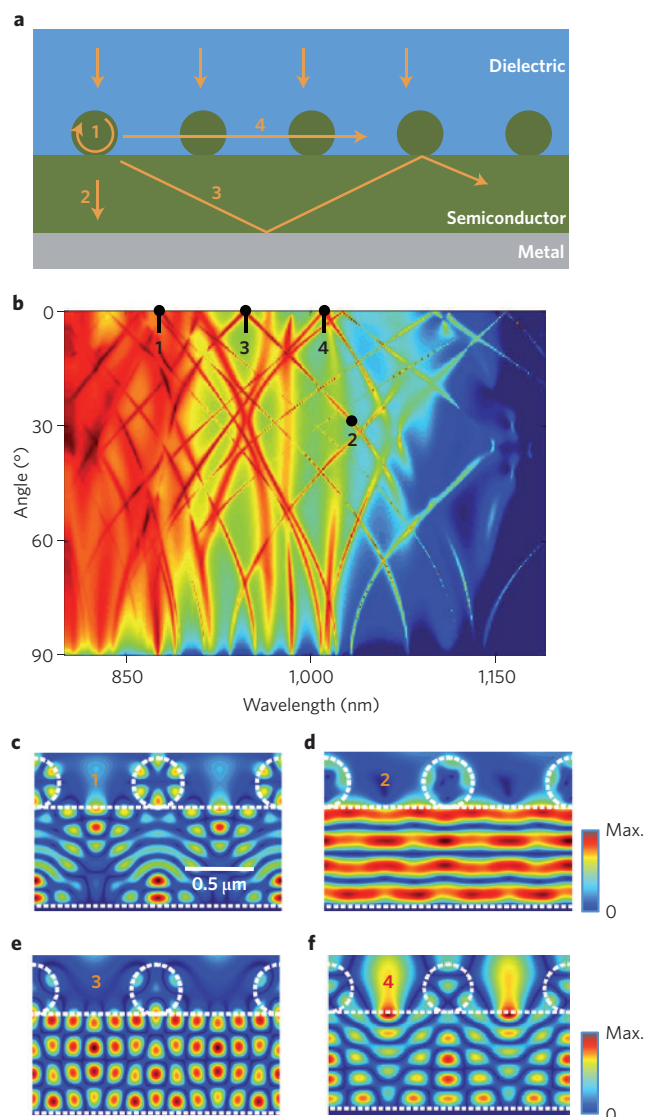 a
Dielectric
1
4
2
3
Semiconductor
Metal
b
0
30
60
90
Angle (°)
1
3
4
2
850
1,000
1,150
Wavelength (nm)
c
1
0.5 μm
d
2
Max.
0
e
3
f
4
Max.
0